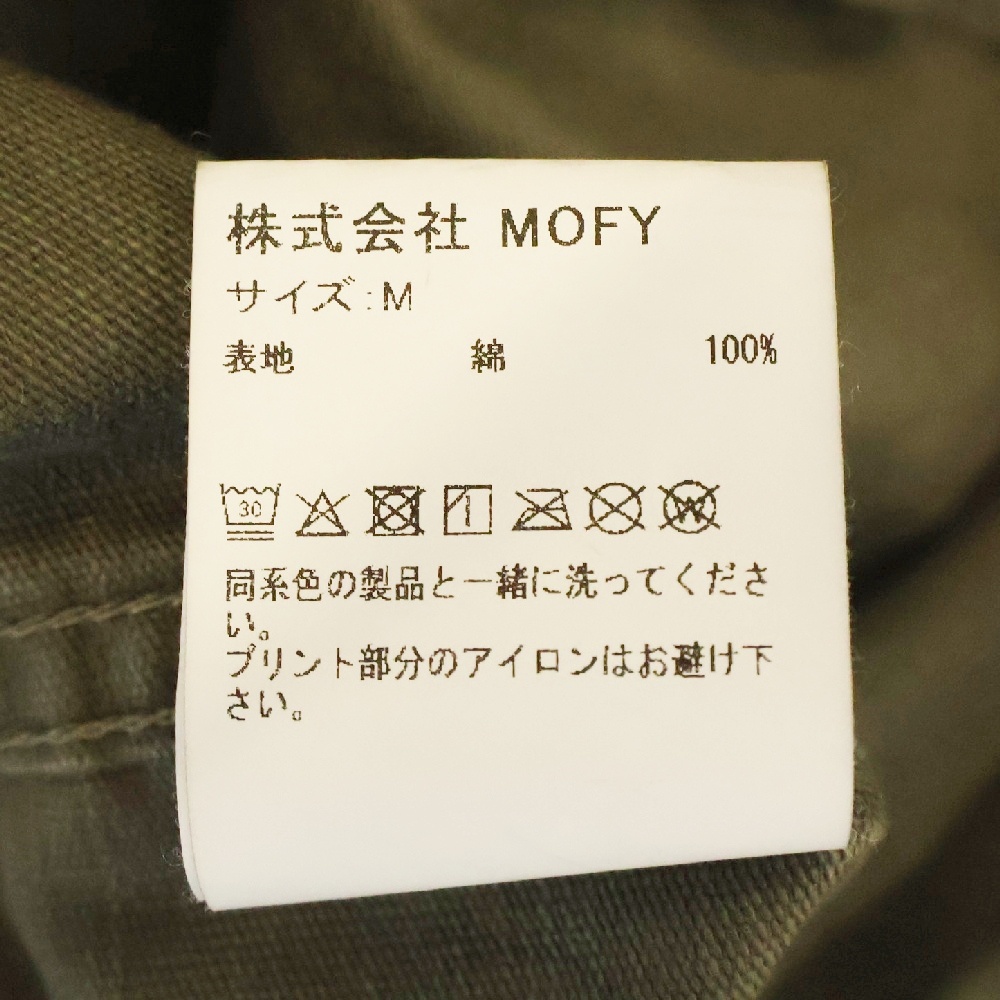 株式会社 MOFY
サイズ:M
表地 綿 100%
30
W
同系色の製品と一緒に洗ってくださ
い。
プリント部分のアイロンはお避け下
さい。